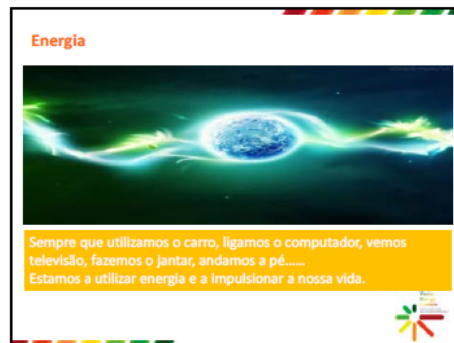 Energia
Sempre que utilizamos o carro, ligamos o computador, vemos
televisão, fazemos o jantar, andamos a pé......
Estamos a utilizar energia e a impulsionar a nossa vida.